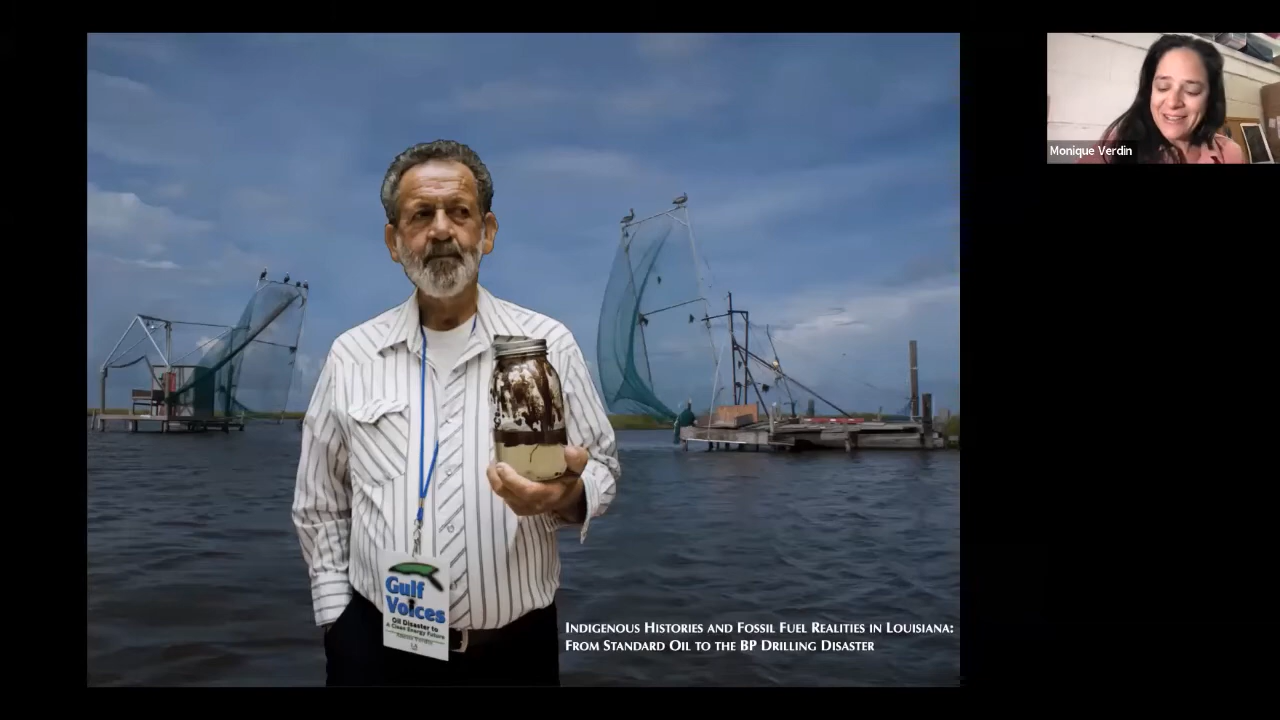 Monique Verdin
Gulf
Voices
Oil Disaster to
A Clean Energy Future
INDIGENOUS HISTORIES AND FOSSIL FUEL REALITIES IN LOUISIANA:
FROM STANDARD OIL TO THE BP DRILLING DISASTER